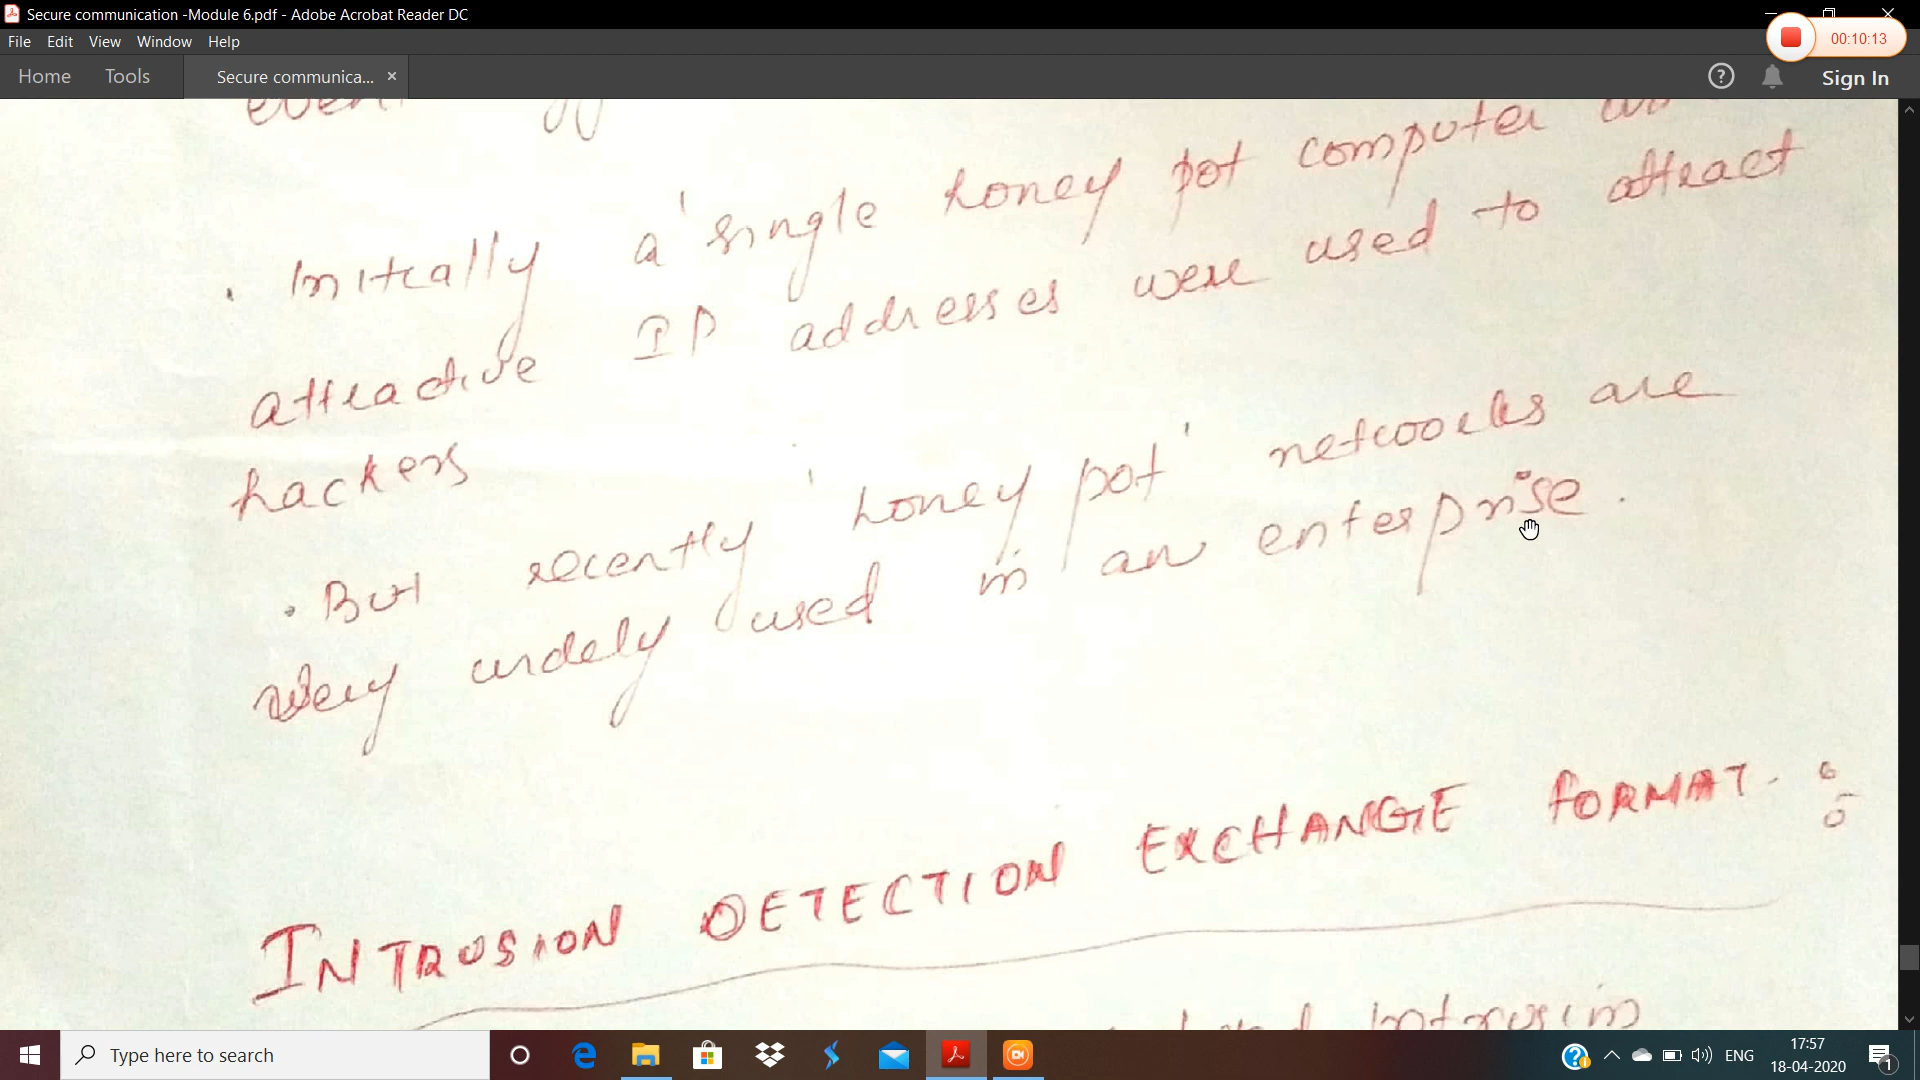 Secure communication -Module 6.pdf - Adobe Acrobat Reader DC
00:10:13
File Edit View Window Help
Home Tools Secure communica... ×
? Sign In
. Initally a 'single honey pot computer
attractive IP addresses were used to attract
hackers
. But recently 'honey pot' networks are
very widely used in an enterprise.
INTRUSION DETECTION EXCHANGE FORMAT :
intrusion
Type here to search
ENG
17:57
18-04-2020
1